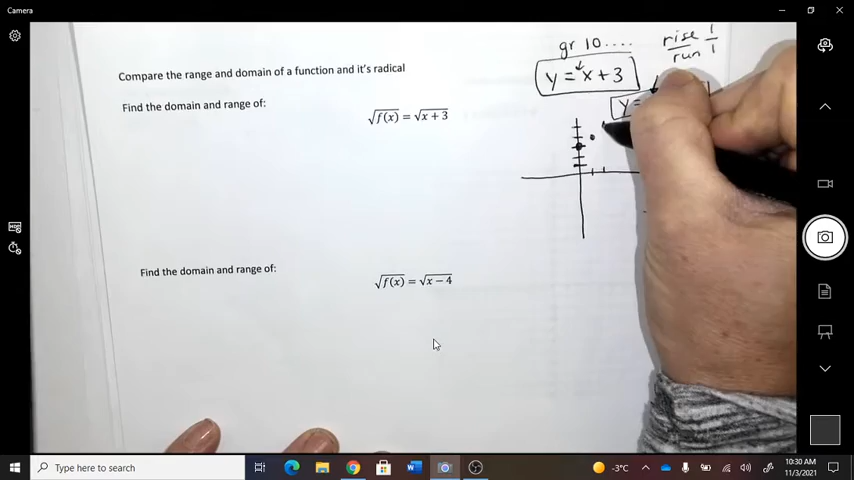 Camera
Compare the range and domain of a function and it's radical
Find the domain and range of:
√f(x) = √x + 3
Find the domain and range of:
√f(x) = √x − 4
gr 10....
y = x + 3
rise 1
run 1
y =
Type here to search
-3°C
10:30 AM
11/3/2021